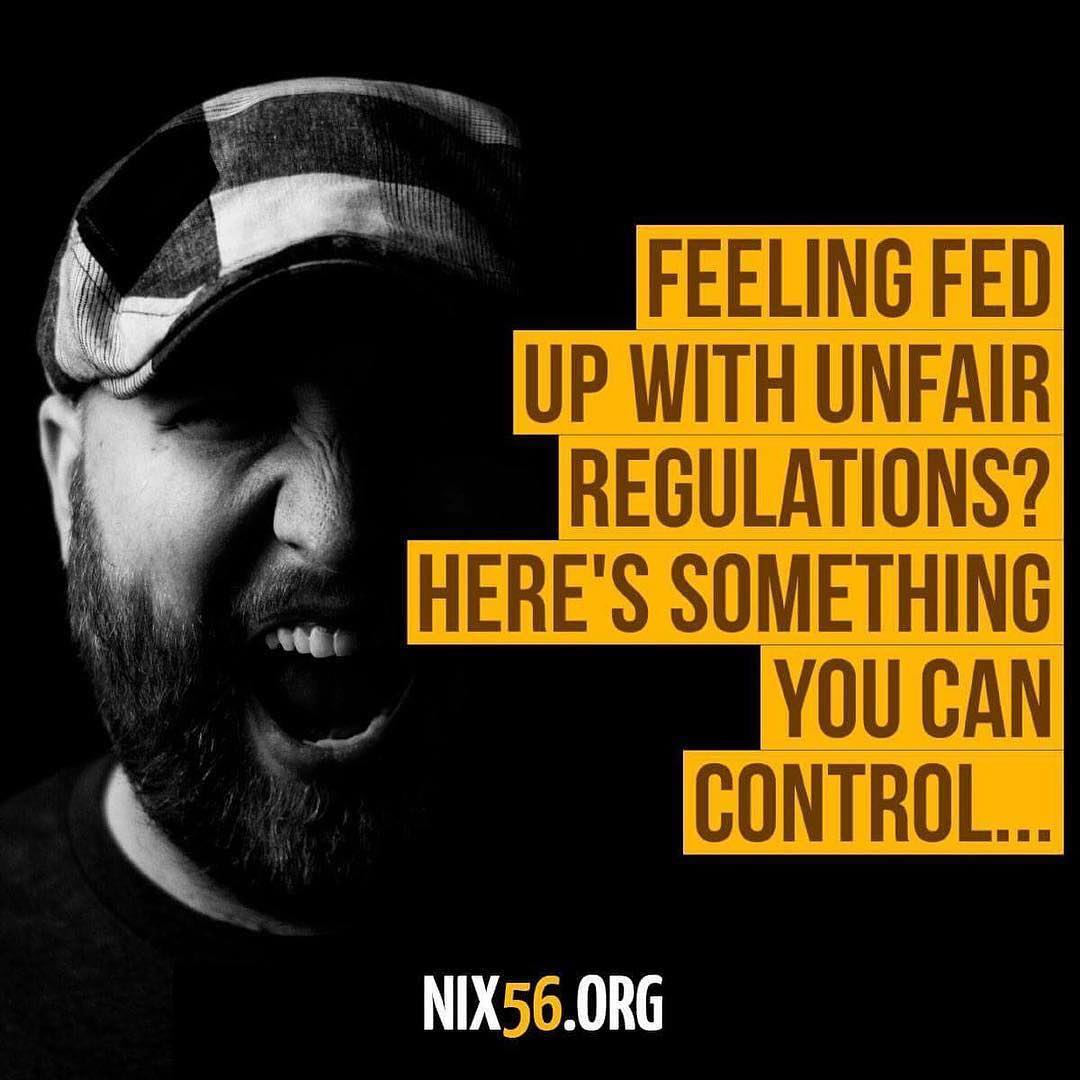 FEELING FED
UP WITH UNFAIR
REGULATIONS?
HERE'S SOMETHING
YOU CAN
CONTROL...
NIX56.ORG